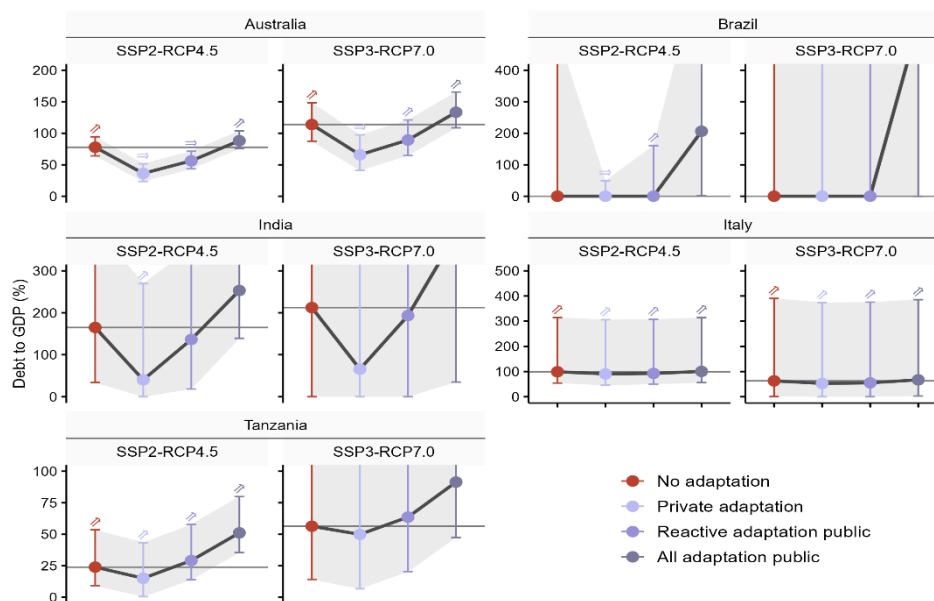 Australia
SSP2-RCP4.5 SSP3-RCP7.0
200
150
100
50
0
Brazil
SSP2-RCP4.5 SSP3-RCP7.0
400
300
200
100
0
India
SSP2-RCP4.5 SSP3-RCP7.0
300
200
100
0
Italy
SSP2-RCP4.5 SSP3-RCP7.0
500
400
300
200
100
0
Tanzania
SSP2-RCP4.5 SSP3-RCP7.0
100
75
50
25
0
Debt to GDP (%)
No adaptation
Private adaptation
Reactive adaptation public
All adaptation public